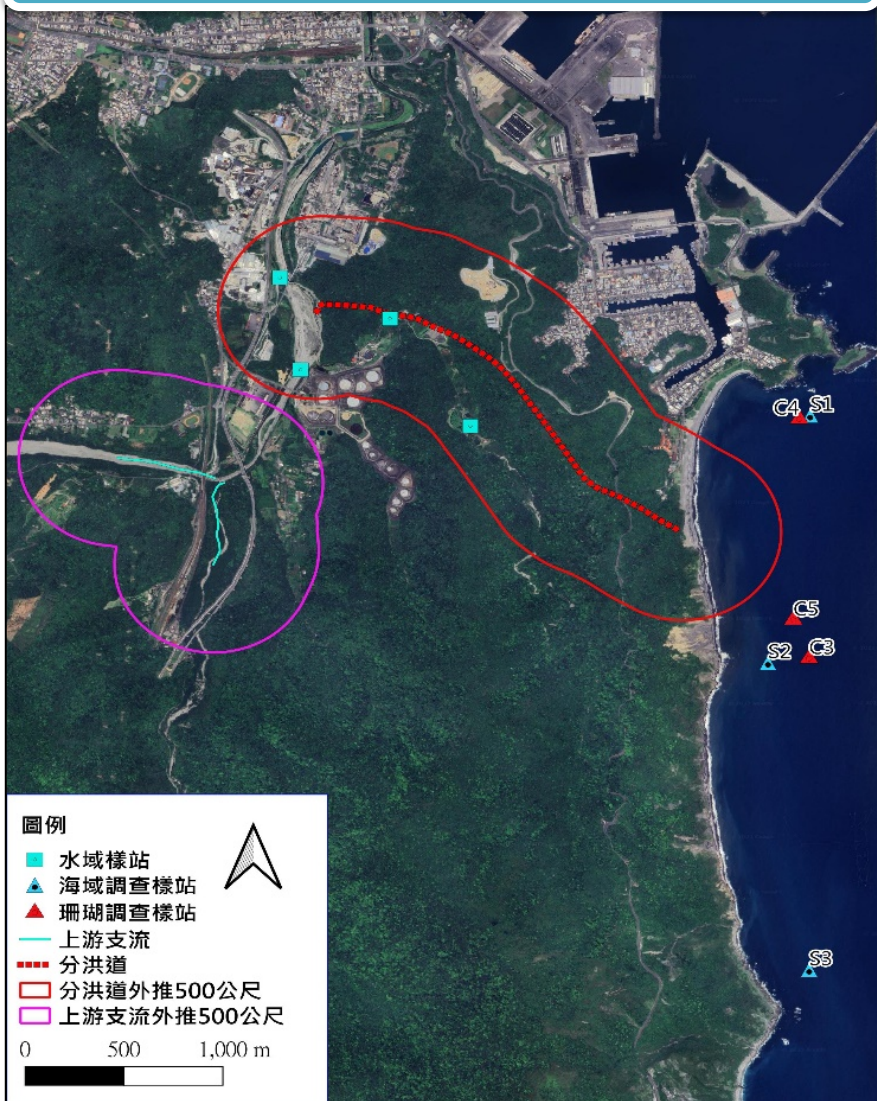 C4 S1
C5
C3
S2
S3
圖例
水域樣站
海域調查樣站
珊瑚調查樣站
上游支流
分洪道
分洪道外推500公尺
上游支流外推500公尺
0 500 1,000 m